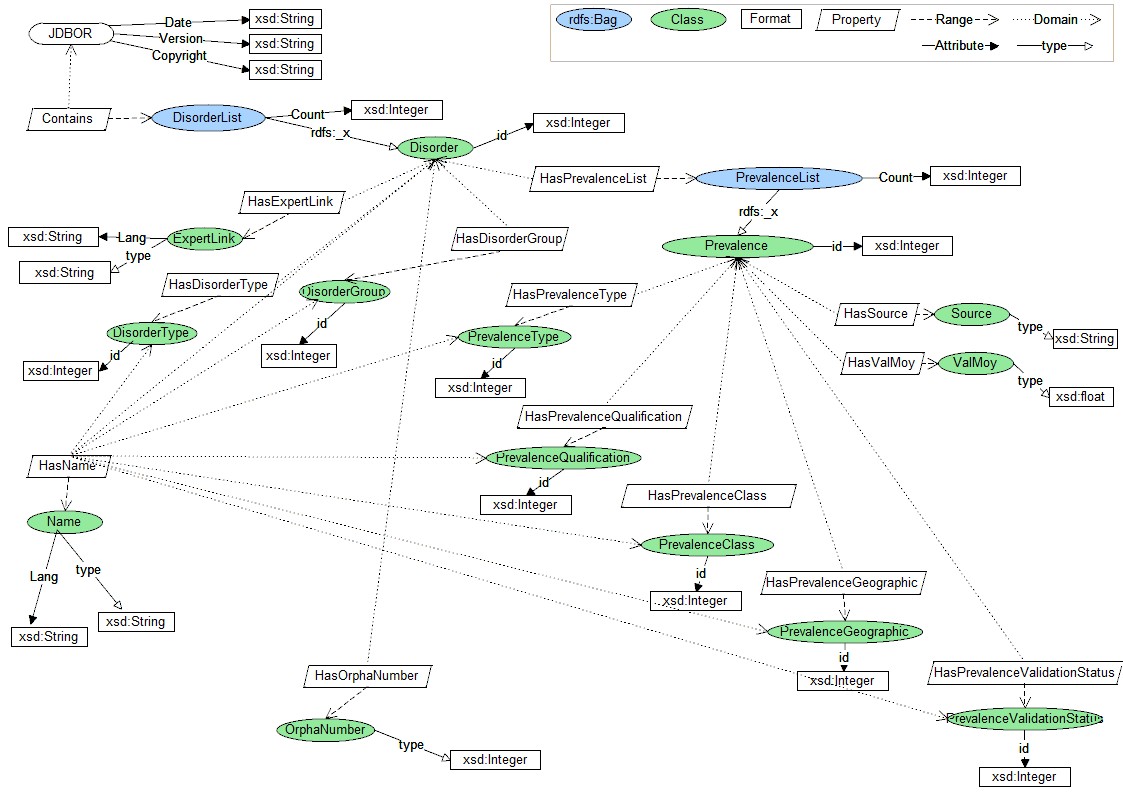 JDBOR
Date
xsd:String
Version
xsd:String
Copyright
xsd:String
rdfs:Bag
Class
Format
Property
Range
Domain
Attribute
type
Contains
DisorderList
Count
xsd:Integer
rdfs:_x
Disorder
id
xsd:Integer
HasPrevalenceList
PrevalenceList
Count
xsd:Integer
rdfs:_x
HasExpertLink
xsd:String
Lang
ExpertLink
type
xsd:String
HasDisorderGroup
Prevalence
id
xsd:Integer
HasDisorderType
DisorderGroup
id
xsd:Integer
HasPrevalenceType
HasSource
Source
type
xsd:String
DisorderType
id
xsd:Integer
PrevalenceType
id
xsd:Integer
HasValMoy
ValMoy
type
xsd:float
HasPrevalenceQualification
HasName
PrevalenceQualification
id
xsd:Integer
HasPrevalenceClass
Name
Lang
type
xsd:String
xsd:String
PrevalenceClass
id
xsd:Integer
HasPrevalenceGeographic
PrevalenceGeographic
id
xsd:Integer
HasOrphaNumber
HasPrevalenceValidationStatus
OrphaNumber
type
xsd:Integer
PrevalenceValidationStatus
id
xsd:Integer